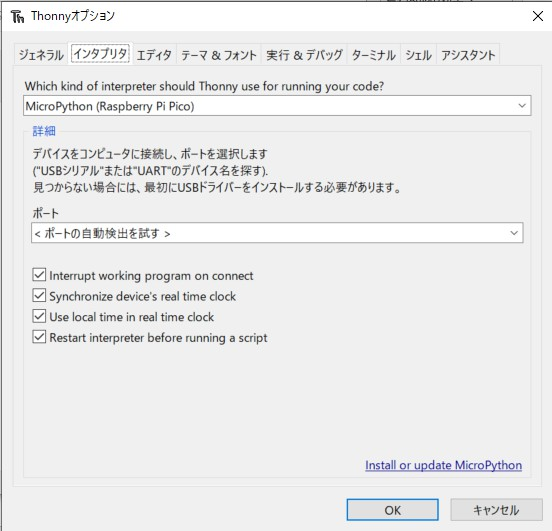 Thonnyオプション
ジェネラル インタプリタ エディタ テーマ & フォント 実行 & デバッグ ターミナル シェル アシスタント
Which kind of interpreter should Thonny use for running your code?
MicroPython (Raspberry Pi Pico)
詳細
デバイスをコンピュータに接続し、ポートを選択します
("USBシリアル"または"UART"のデバイス名を探す).
見つからない場合には、最初にUSBドライバーをインストールする必要があります。
ポート
< ポートの自動検出を試す >
Interrupt working program on connect
Synchronize device's real time clock
Use local time in real time clock
Restart interpreter before running a script
Install or update MicroPython
OK キャンセル